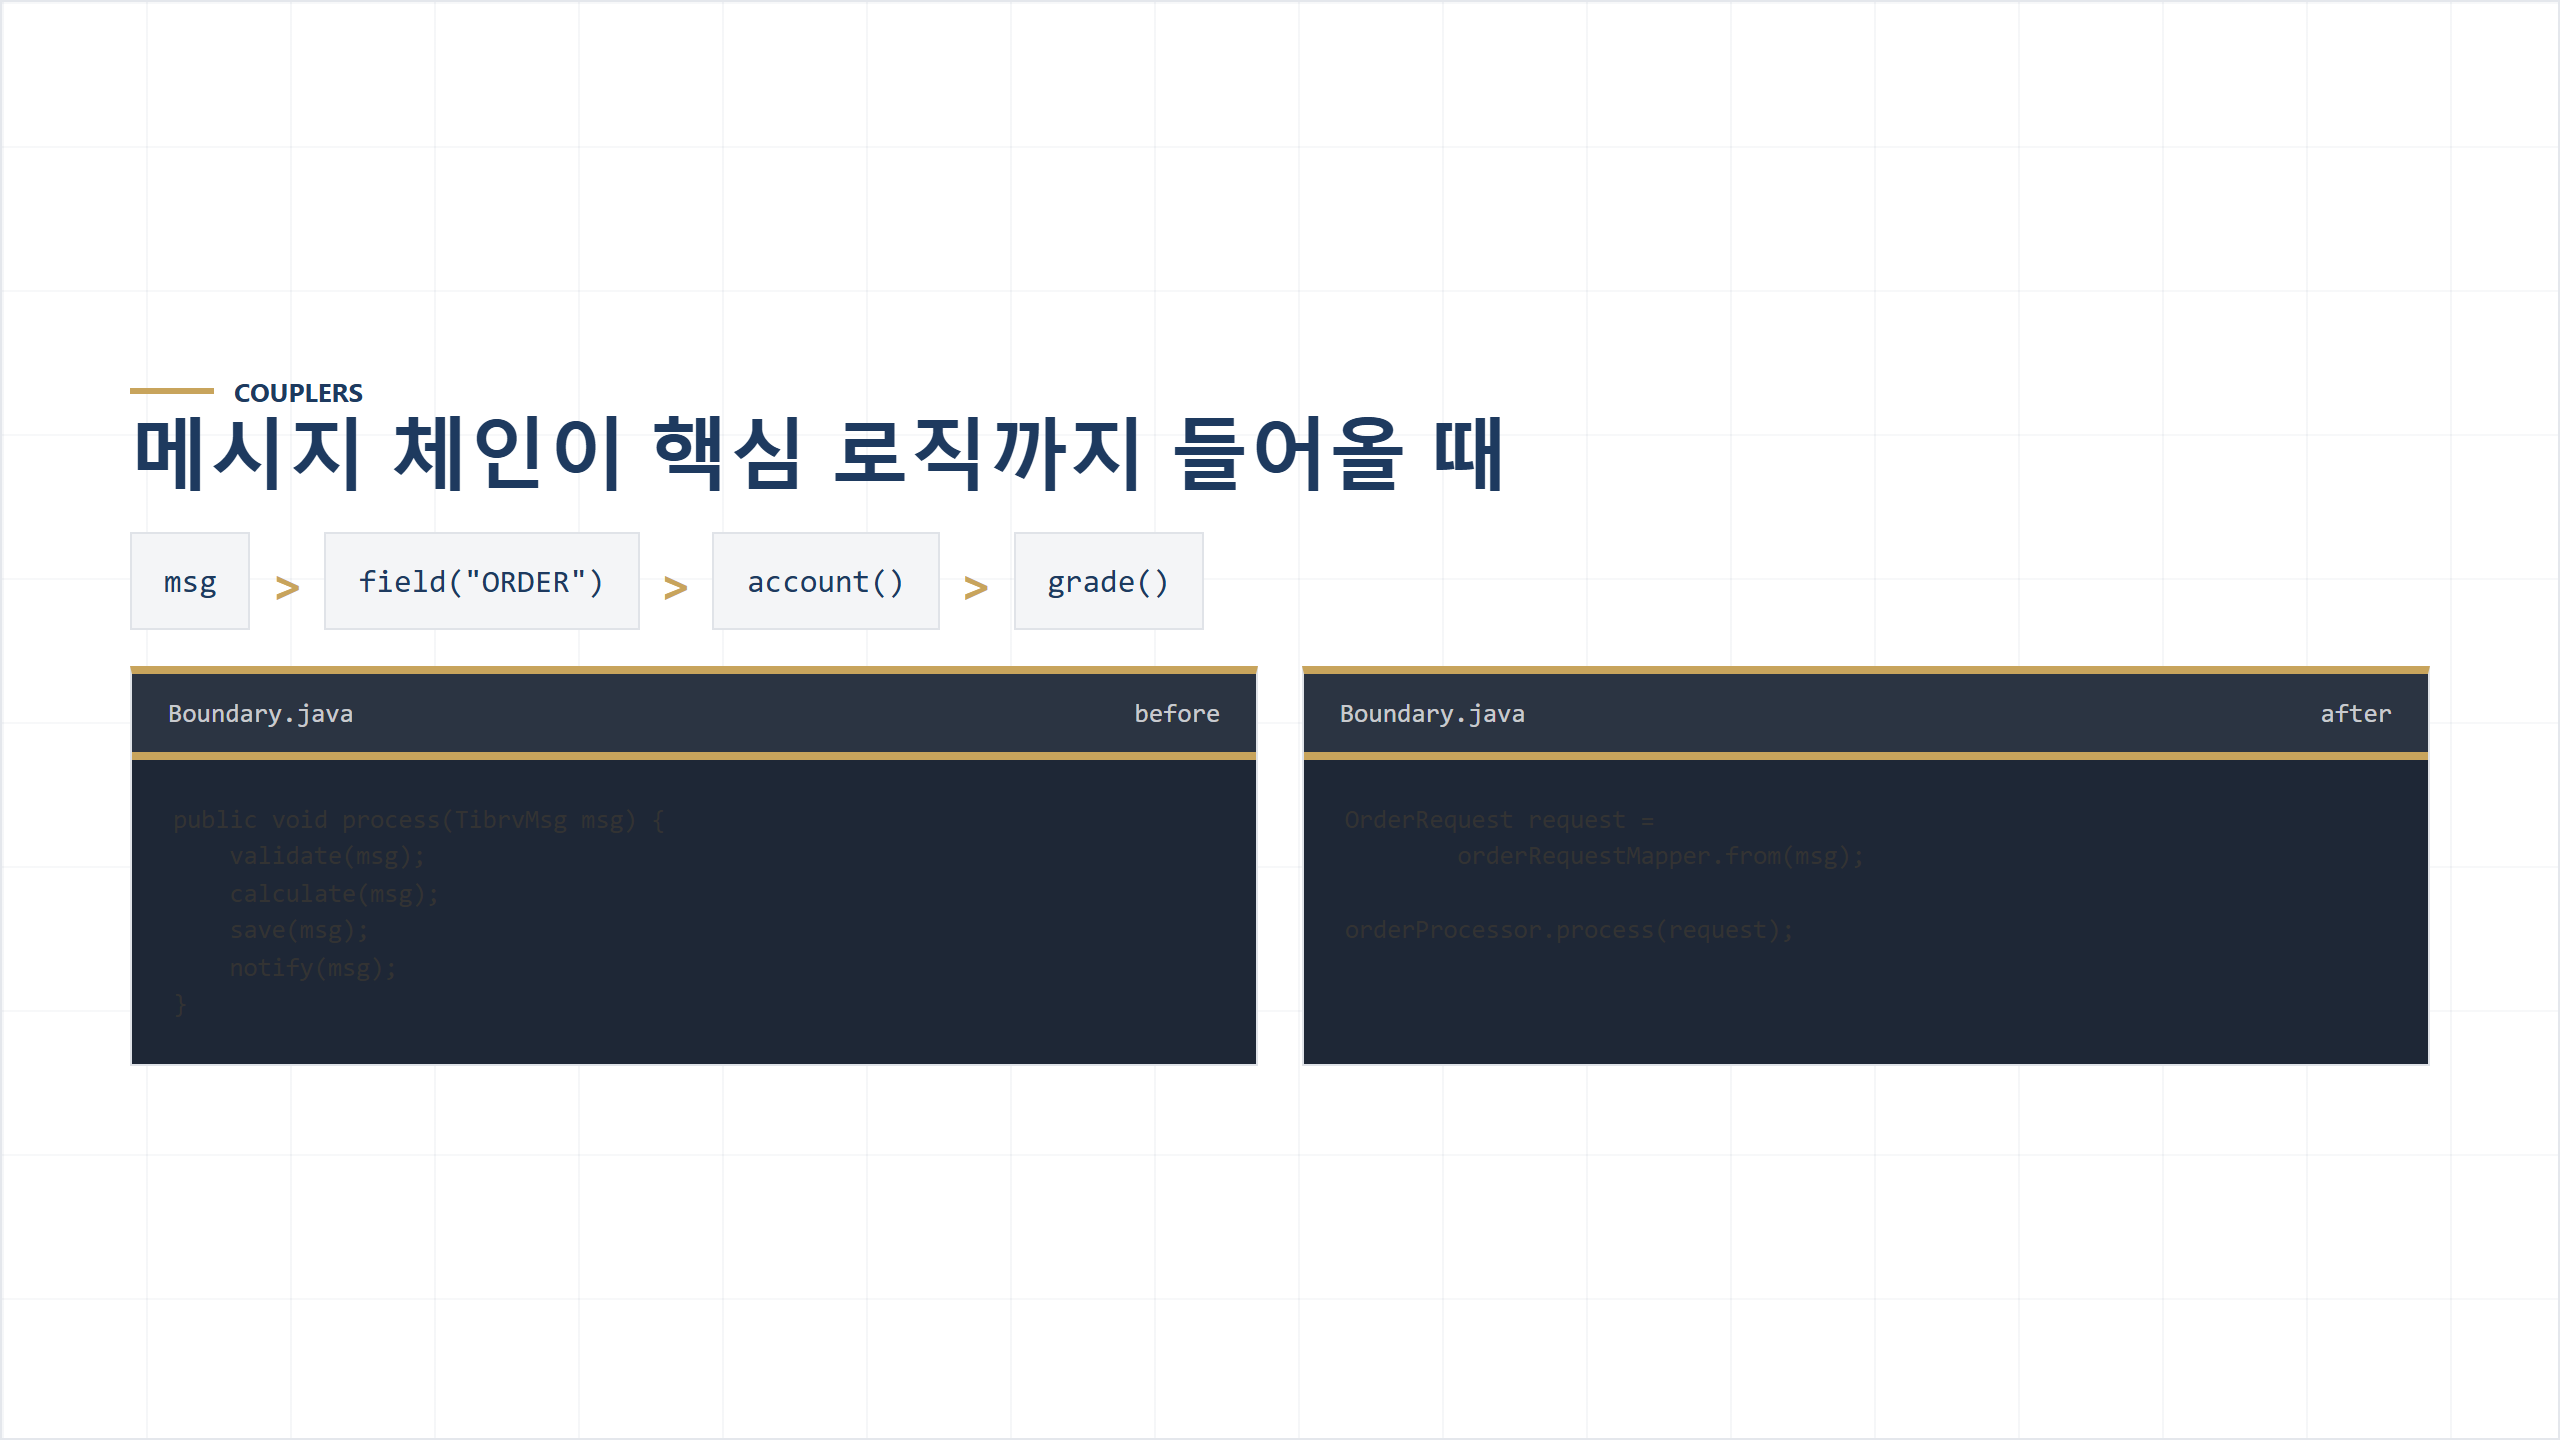 COUPLERS
메시지 체인이 핵심 로직까지 들어올 때
msg > field("ORDER") > account() > grade()
Boundary.java before
public void process(TibrvMsg msg) {
    validate(msg);
    calculate(msg);
    save(msg);
    notify(msg);
}
Boundary.java after
OrderRequest request =
        orderRequestMapper.from(msg);
orderProcessor.process(request);